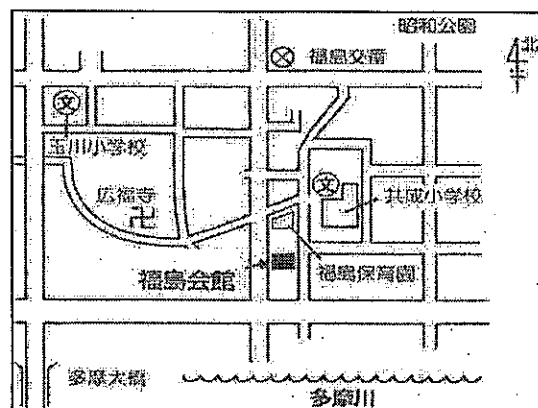 昭和公園
北
福島交番
文
玉川小学校
文
広福寺
共成小学校
福島会館
福島保育園
多摩大橋
多摩川